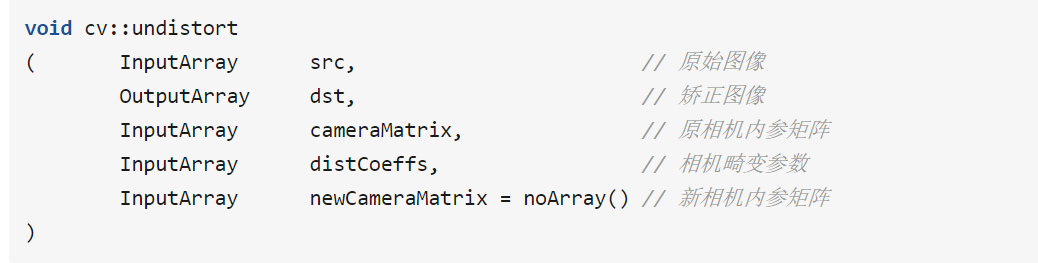 void cv::undistort
( InputArray src, // 原始图像
OutputArray dst, // 矫正图像
InputArray cameraMatrix, // 原相机内参矩阵
InputArray distCoeffs, // 相机畸变参数
InputArray newCameraMatrix = noArray() // 新相机内参矩阵
)